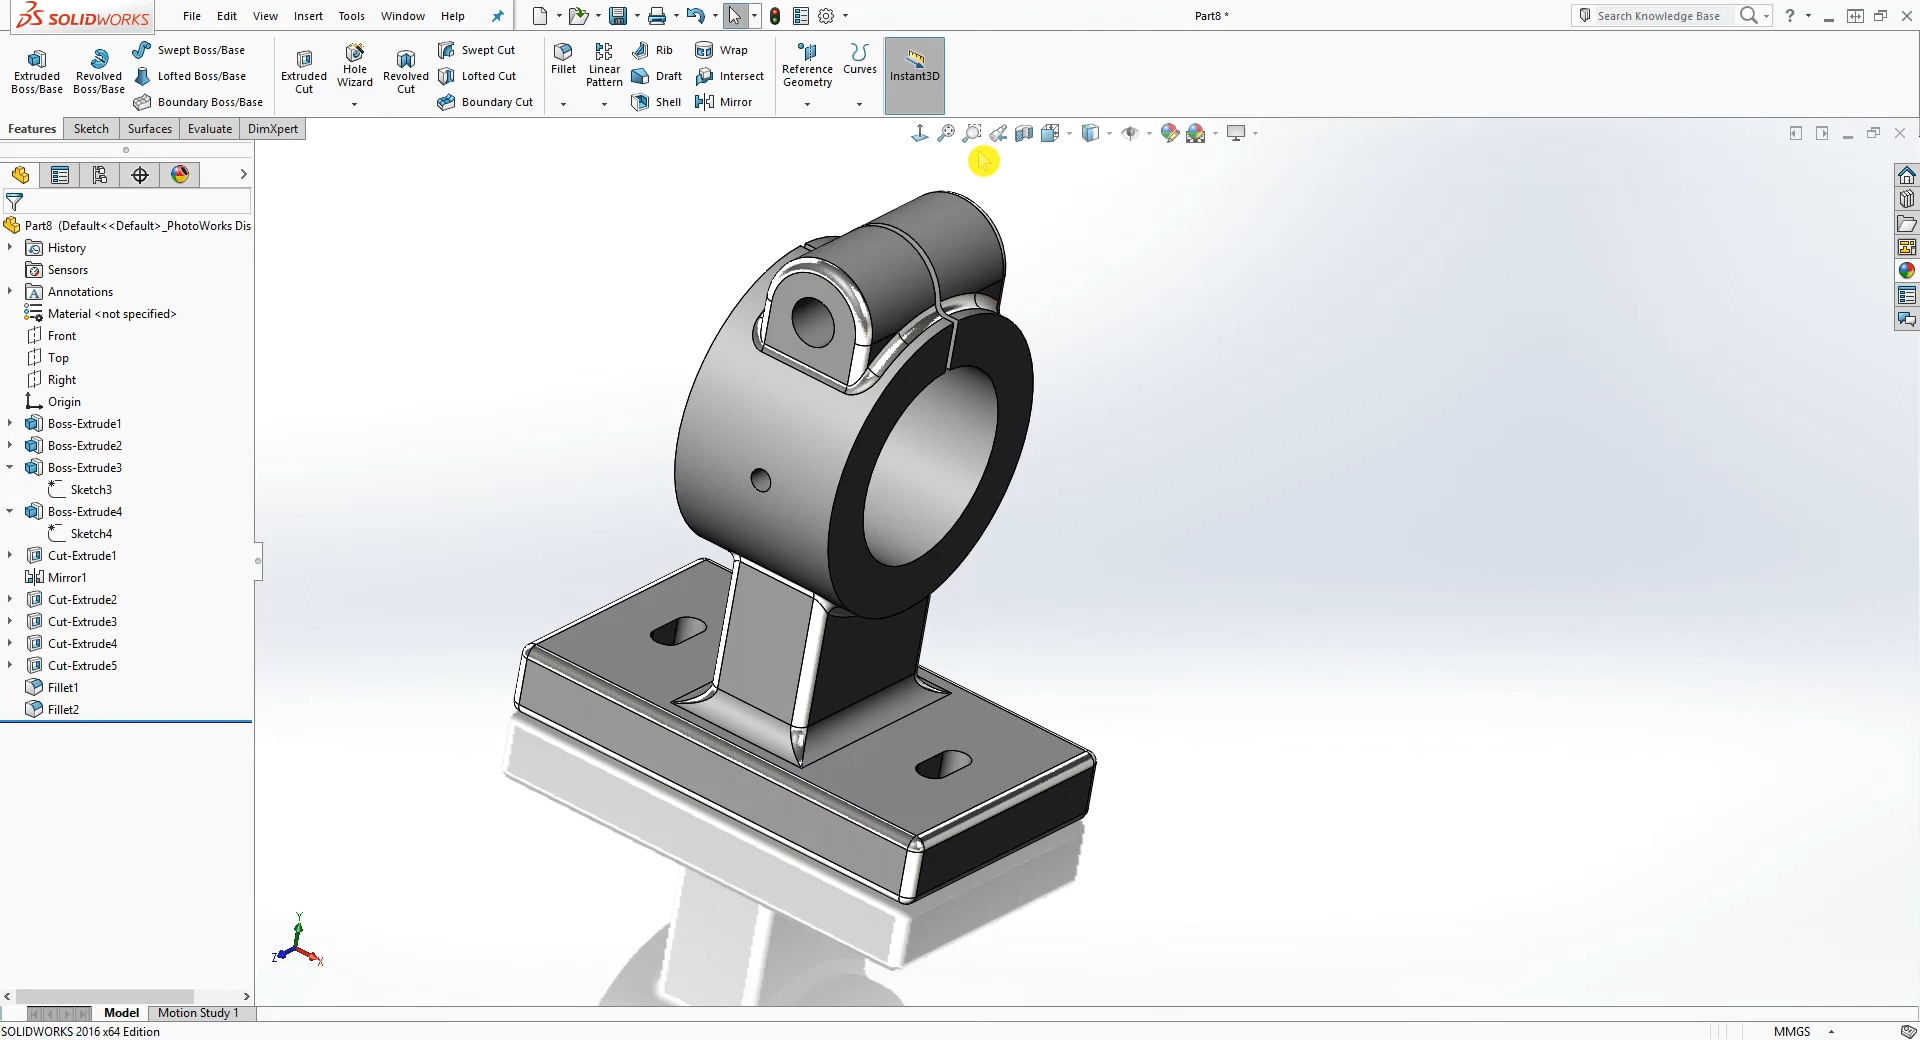 SOLIDWORKS File Edit View Insert Tools Window Help Part8 * Search Knowledge Base ?
Extruded Boss/Base
Revolved Boss/Base
Swept Boss/Base
Lofted Boss/Base
Boundary Boss/Base
Extruded Cut
Hole Wizard
Revolved Cut
Swept Cut
Lofted Cut
Boundary Cut
Fillet
Linear Pattern
Rib
Draft
Shell
Wrap
Intersect
Mirror
Reference Geometry
Curves
Instant3D
Features Sketch Surfaces Evaluate DimXpert
Part8 (Default<<Default>_PhotoWorks Dis
History
Sensors
Annotations
Material <not specified>
Front
Top
Right
Origin
Boss-Extrude1
Boss-Extrude2
Boss-Extrude3
Sketch3
Boss-Extrude4
Sketch4
Cut-Extrude1
Mirror1
Cut-Extrude2
Cut-Extrude3
Cut-Extrude4
Cut-Extrude5
Fillet1
Fillet2
Y
Z
X
Model Motion Study 1
SOLIDWORKS 2016 x64 Edition MMGS